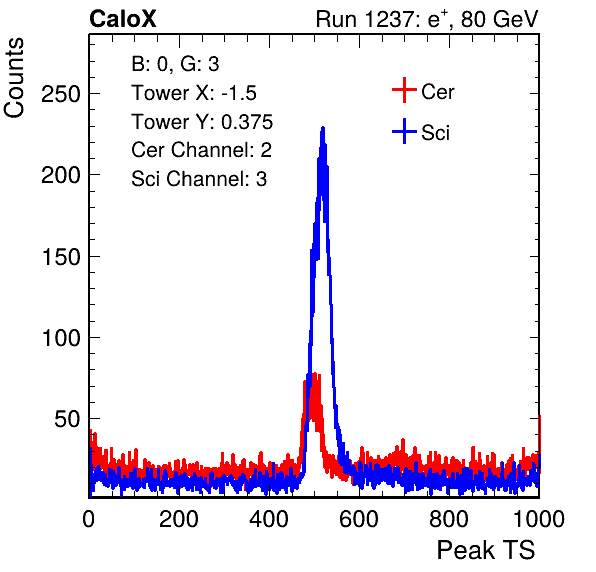 CaloX Run 1237: e⁺, 80 GeV
B: 0, G: 3
Tower X: -1.5
Tower Y: 0.375
Cer Channel: 2
Sci Channel: 3
Cer
Sci
Counts
250
200
150
100
50
0 200 400 600 800 1000
Peak TS